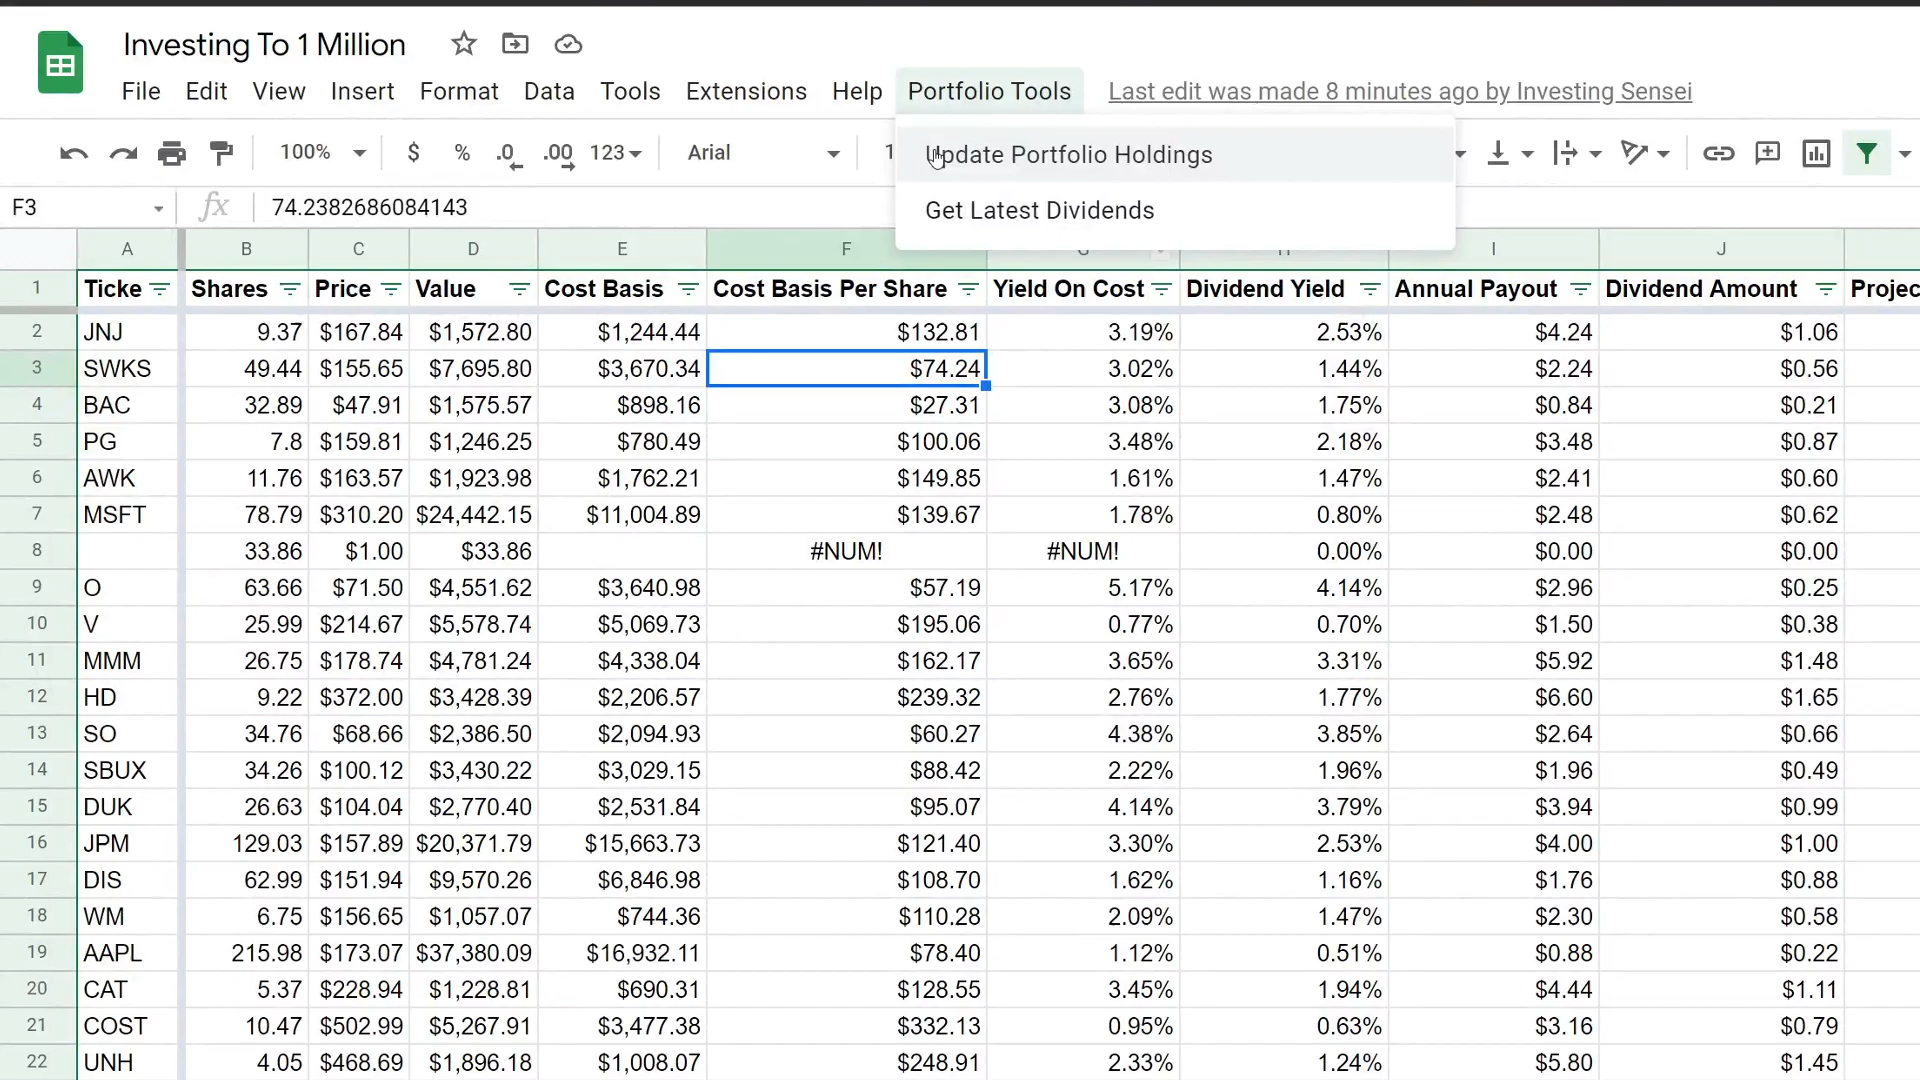 Investing To 1 Million
File Edit View Insert Format Data Tools Extensions Help Portfolio Tools Last edit was made 8 minutes ago by Investing Sensei
100% $ % .0 .00 123 Arial 1
Update Portfolio Holdings
Get Latest Dividends
F3 fx 74.2382686084143
A B C D E F G H I J
1 Ticke Shares Price Value Cost Basis Cost Basis Per Share Yield On Cost Dividend Yield Annual Payout Dividend Amount Projec
2 JNJ 9.37 $167.84 $1,572.80 $1,244.44 $132.81 3.19% 2.53% $4.24 $1.06
3 SWKS 49.44 $155.65 $7,695.80 $3,670.34 $74.24 3.02% 1.44% $2.24 $0.56
4 BAC 32.89 $47.91 $1,575.57 $898.16 $27.31 3.08% 1.75% $0.84 $0.21
5 PG 7.8 $159.81 $1,246.25 $780.49 $100.06 3.48% 2.18% $3.48 $0.87
6 AWK 11.76 $163.57 $1,923.98 $1,762.21 $149.85 1.61% 1.47% $2.41 $0.60
7 MSFT 78.79 $310.20 $24,442.15 $11,004.89 $139.67 1.78% 0.80% $2.48 $0.62
8 33.86 $1.00 $33.86 #NUM! #NUM! 0.00% $0.00 $0.00
9 O 63.66 $71.50 $4,551.62 $3,640.98 $57.19 5.17% 4.14% $2.96 $0.25
10 V 25.99 $214.67 $5,578.74 $5,069.73 $195.06 0.77% 0.70% $1.50 $0.38
11 MMM 26.75 $178.74 $4,781.24 $4,338.04 $162.17 3.65% 3.31% $5.92 $1.48
12 HD 9.22 $372.00 $3,428.39 $2,206.57 $239.32 2.76% 1.77% $6.60 $1.65
13 SO 34.76 $68.66 $2,386.50 $2,094.93 $60.27 4.38% 3.85% $2.64 $0.66
14 SBUX 34.26 $100.12 $3,430.22 $3,029.15 $88.42 2.22% 1.96% $1.96 $0.49
15 DUK 26.63 $104.04 $2,770.40 $2,531.84 $95.07 4.14% 3.79% $3.94 $0.99
16 JPM 129.03 $157.89 $20,371.79 $15,663.73 $121.40 3.30% 2.53% $4.00 $1.00
17 DIS 62.99 $151.94 $9,570.26 $6,846.98 $108.70 1.62% 1.16% $1.76 $0.88
18 WM 6.75 $156.65 $1,057.07 $744.36 $110.28 2.09% 1.47% $2.30 $0.58
19 AAPL 215.98 $173.07 $37,380.09 $16,932.11 $78.40 1.12% 0.51% $0.88 $0.22
20 CAT 5.37 $228.94 $1,228.81 $690.31 $128.55 3.45% 1.94% $4.44 $1.11
21 COST 10.47 $502.99 $5,267.91 $3,477.38 $332.13 0.95% 0.63% $3.16 $0.79
22 UNH 4.05 $468.69 $1,896.18 $1,008.07 $248.91 2.33% 1.24% $5.80 $1.45